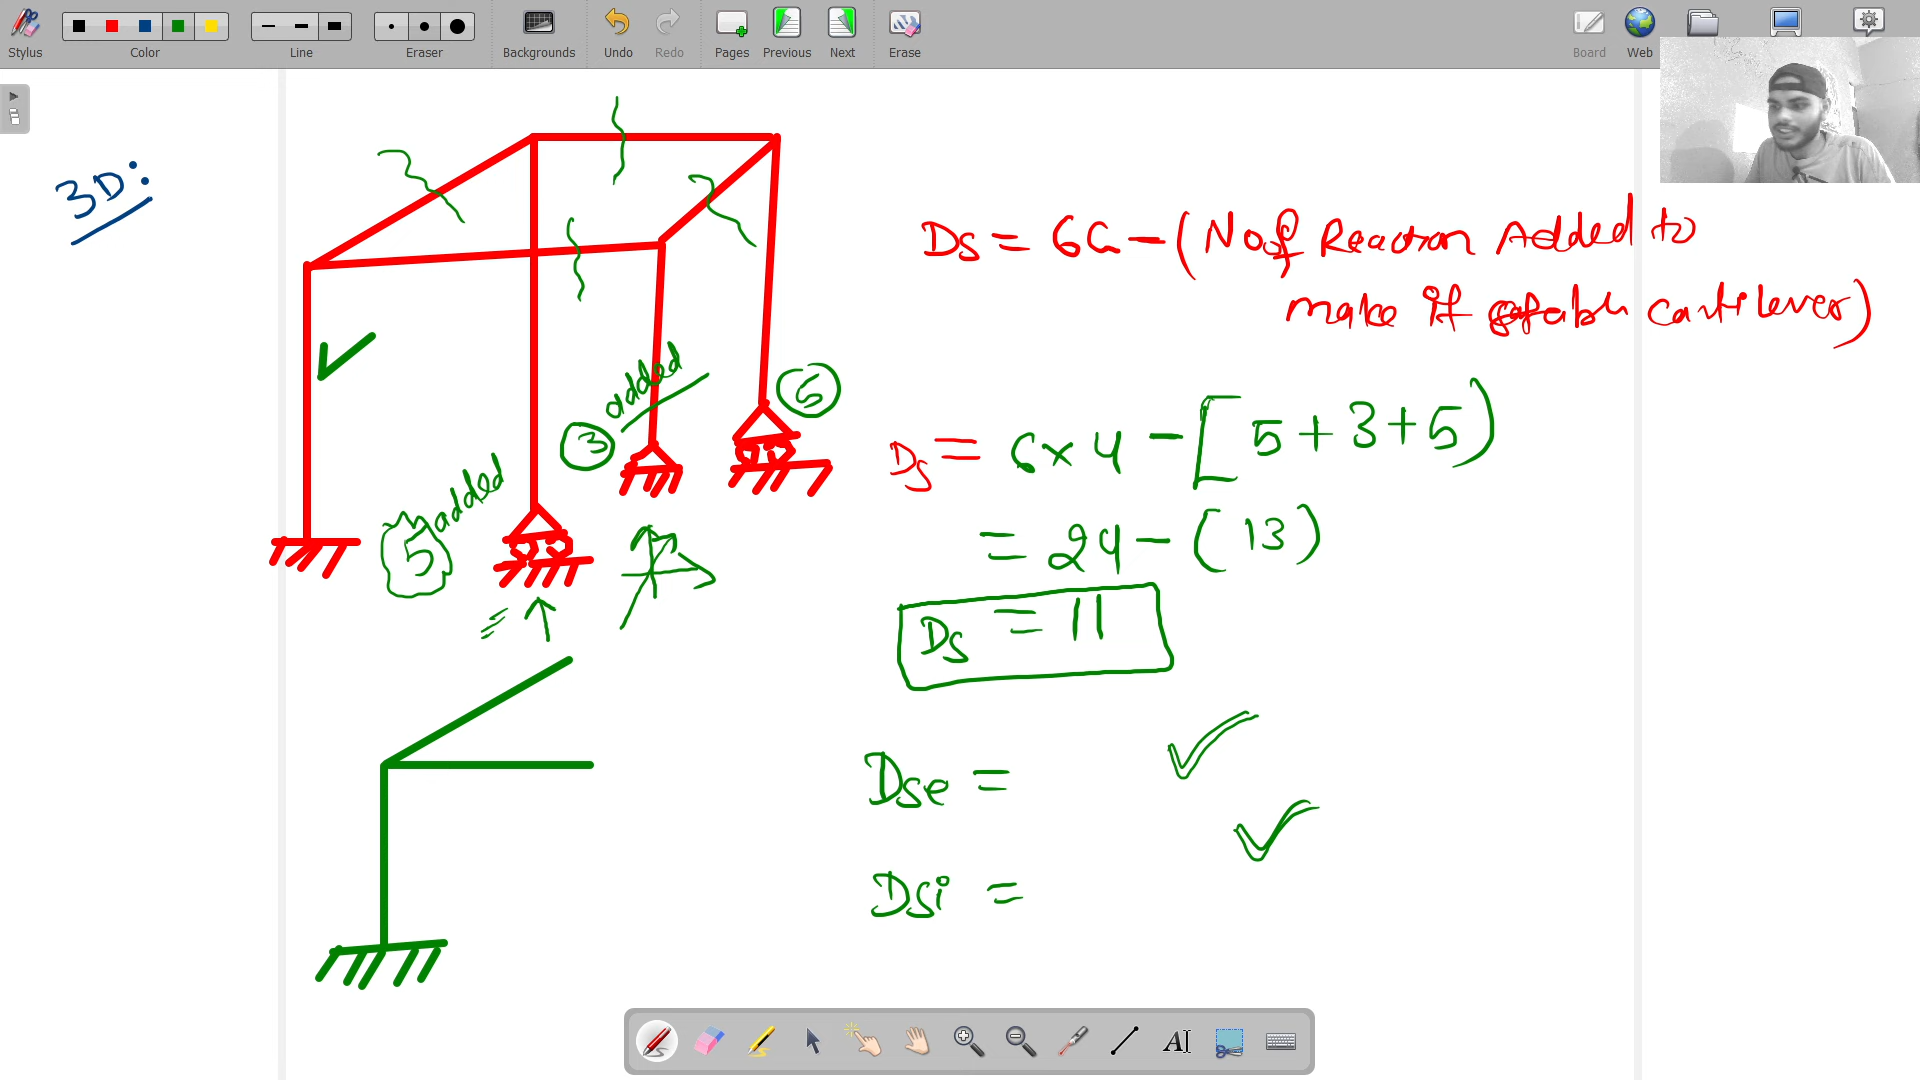 Stylus Color Line Eraser Backgrounds Undo Redo Pages Previous Next Erase Board Web
3D:
Ds = 6C - (No of Reaction Added to
make it cantilever)
5
added
3
added
5
Ds = 6 x 4 - [5 + 3 + 5)
= 24 - (13)
Ds = 11
Dse =
Dsi =